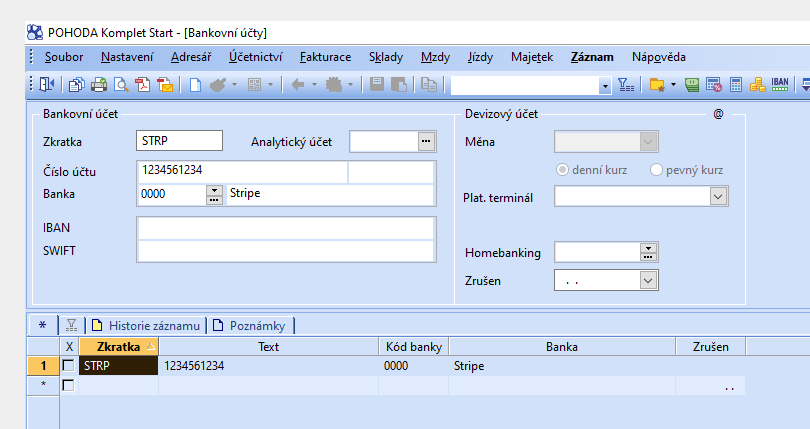 POHODA Komplet Start - [Bankovní účty]
Soubor Nastavení Adresář Účetnictví Fakturace Sklady Mzdy Jízdy Majetek Záznam Nápověda
IBAN
Bankovní účet Devizový účet @
Zkratka STRP Analytický účet ... Měna
denní kurz pevný kurz
Číslo účtu 1234561234
Banka 0000 Stripe Plat. terminál
IBAN
SWIFT Homebanking
Zrušen . .
* Historie záznamu Poznámky
X Zkratka Text Kód banky Banka Zrušen
1 STRP 1234561234 0000 Stripe
* . .